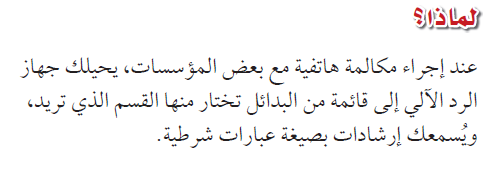 لماذا؟
عند إجراء مكالمة هاتفية مع بعض المؤسسات، يحيلك جهاز
الرد الآلي إلى قائمة من البدائل تختار منها القسم الذي تريد،
ويُسمعك إرشادات بصيغة عبارات شرطية.